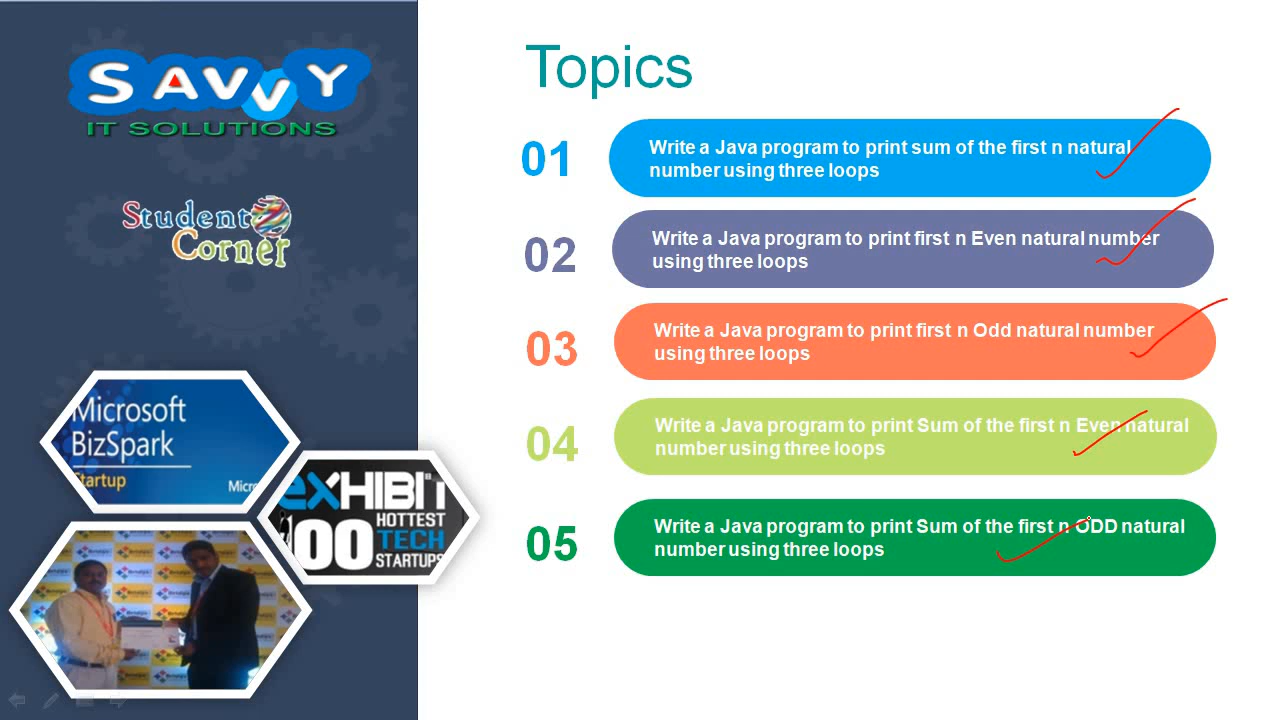 SAVVY
IT SOLUTIONS
Student
Corner
Microsoft
BizSpark
Startup
Micr
EXHIBIT
100
HOTTEST
TECH
STARTUPS
Topics
01
Write a Java program to print sum of the first n natural
number using three loops
02
Write a Java program to print first n Even natural number
using three loops
03
Write a Java program to print first n Odd natural number
using three loops
04
Write a Java program to print Sum of the first n Even natural
number using three loops
05
Write a Java program to print Sum of the first n ODD natural
number using three loops